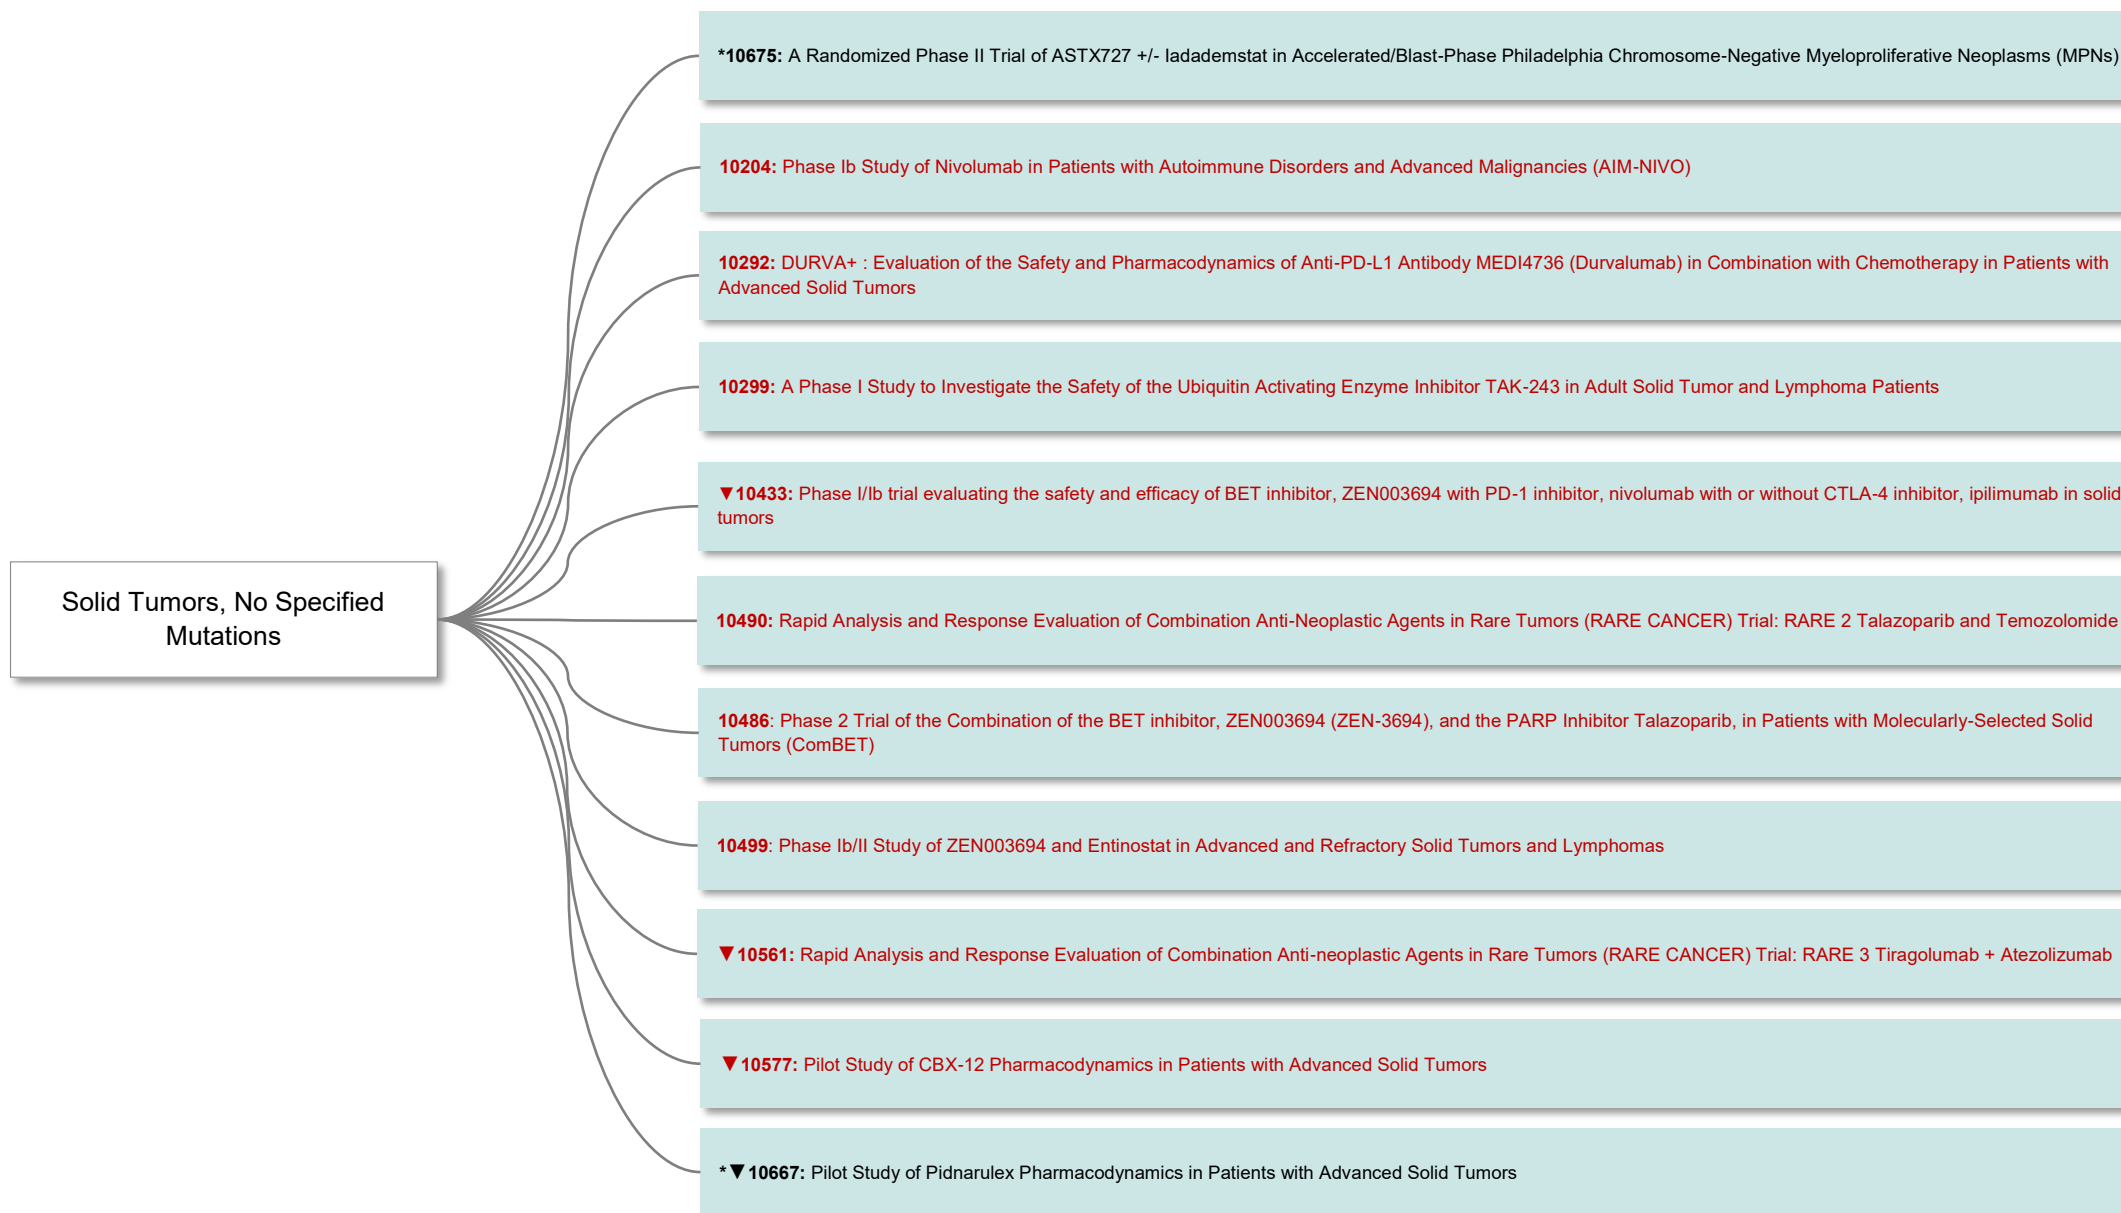 *10675: A Randomized Phase II Trial of ASTX727 +/- Iadademstat in Accelerated/Blast-Phase Philadelphia Chromosome-Negative Myeloproliferative Neoplasms (MPNs)
10204: Phase Ib Study of Nivolumab in Patients with Autoimmune Disorders and Advanced Malignancies (AIM-NIVO)
10292: DURVA+ : Evaluation of the Safety and Pharmacodynamics of Anti-PD-L1 Antibody MEDI4736 (Durvalumab) in Combination with Chemotherapy in Patients with
Advanced Solid Tumors
10299: A Phase I Study to Investigate the Safety of the Ubiquitin Activating Enzyme Inhibitor TAK-243 in Adult Solid Tumor and Lymphoma Patients
▼10433: Phase I/Ib trial evaluating the safety and efficacy of BET inhibitor, ZEN003694 with PD-1 inhibitor, nivolumab with or without CTLA-4 inhibitor, ipilimumab in solid
tumors
Solid Tumors, No Specified
Mutations
10490: Rapid Analysis and Response Evaluation of Combination Anti-Neoplastic Agents in Rare Tumors (RARE CANCER) Trial: RARE 2 Talazoparib and Temozolomide
10486: Phase 2 Trial of the Combination of the BET inhibitor, ZEN003694 (ZEN-3694), and the PARP Inhibitor Talazoparib, in Patients with Molecularly-Selected Solid
Tumors (ComBET)
10499: Phase Ib/II Study of ZEN003694 and Entinostat in Advanced and Refractory Solid Tumors and Lymphomas
▼10561: Rapid Analysis and Response Evaluation of Combination Anti-neoplastic Agents in Rare Tumors (RARE CANCER) Trial: RARE 3 Tiragolumab + Atezolizumab
▼10577: Pilot Study of CBX-12 Pharmacodynamics in Patients with Advanced Solid Tumors
*▼10667: Pilot Study of Pidnarulex Pharmacodynamics in Patients with Advanced Solid Tumors